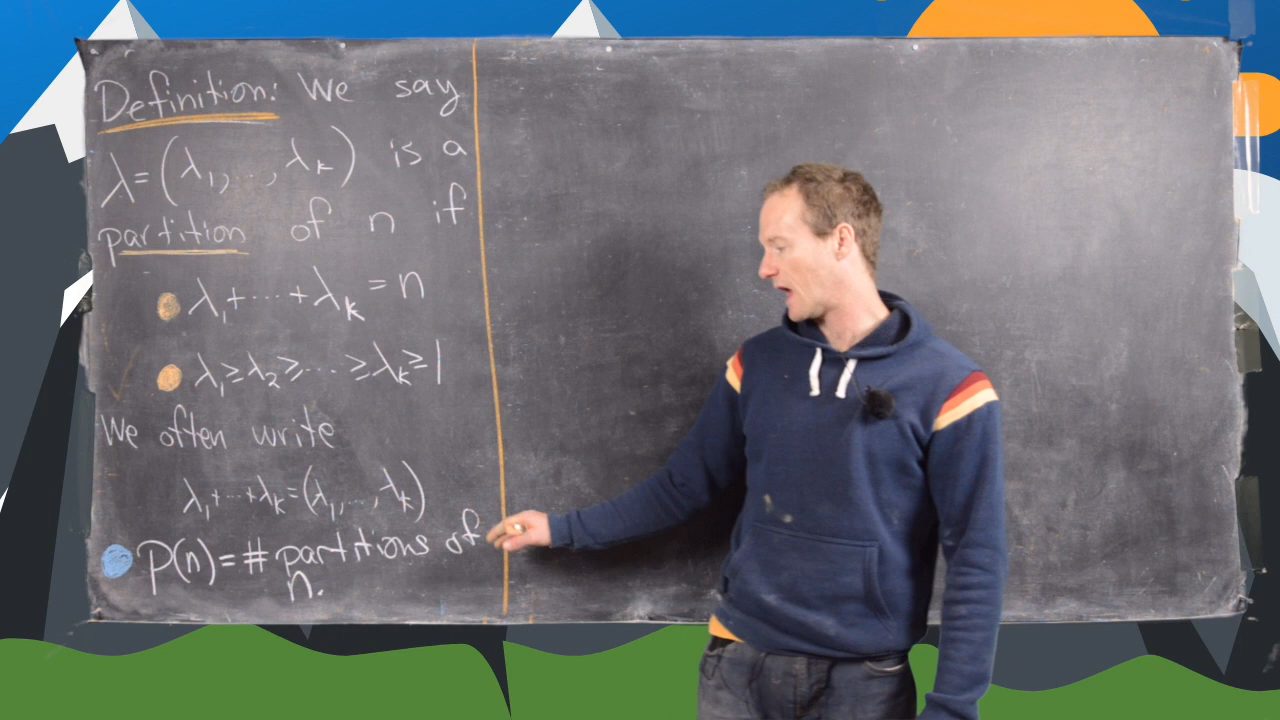 Definition: We say
λ=(λ₁,..., λₖ) is a
partition of n if
λ₁+⋯+λₖ=n
λ₁≥λ₂≥⋯≥λₖ≥1
We often write
λ₁+⋯+λₖ=(λ₁,...,λₖ)
p(n)=# partitions of
n.